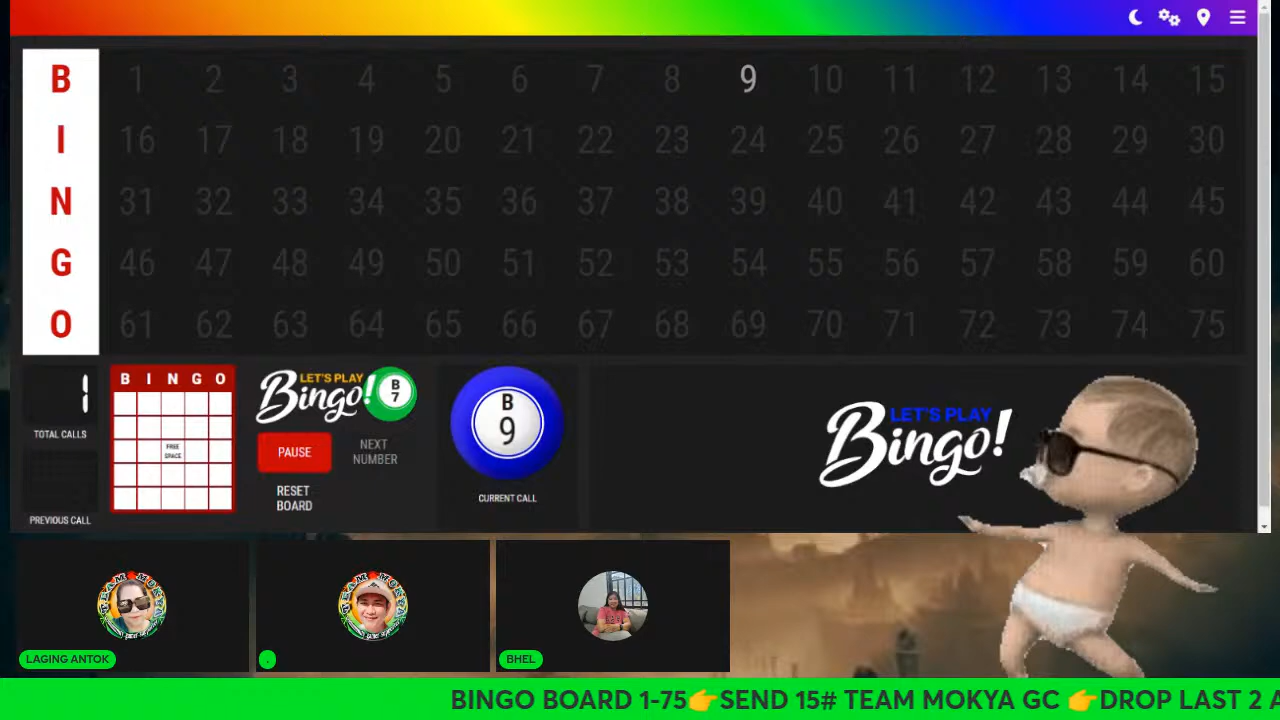 B 1 2 3 4 5 6 7 8 9 10 11 12 13 14 15
I 16 17 18 19 20 21 22 23 24 25 26 27 28 29 30
N 31 32 33 34 35 36 37 38 39 40 41 42 43 44 45
G 46 47 48 49 50 51 52 53 54 55 56 57 58 59 60
O 61 62 63 64 65 66 67 68 69 70 71 72 73 74 75
1
TOTAL CALLS
PREVIOUS CALL
B I N G O
FREE
SPACE
LET'S PLAY
Bingo!
B
7
PAUSE
NEXT
NUMBER
RESET
BOARD
B
9
CURRENT CALL
LET'S PLAY
Bingo!
TEAM MOKYA
TEAM MOKYA
LAGING ANTOK
.
BHEL
BINGO BOARD 1-75👉SEND 15# TEAM MOKYA GC 👉DROP LAST 2 A